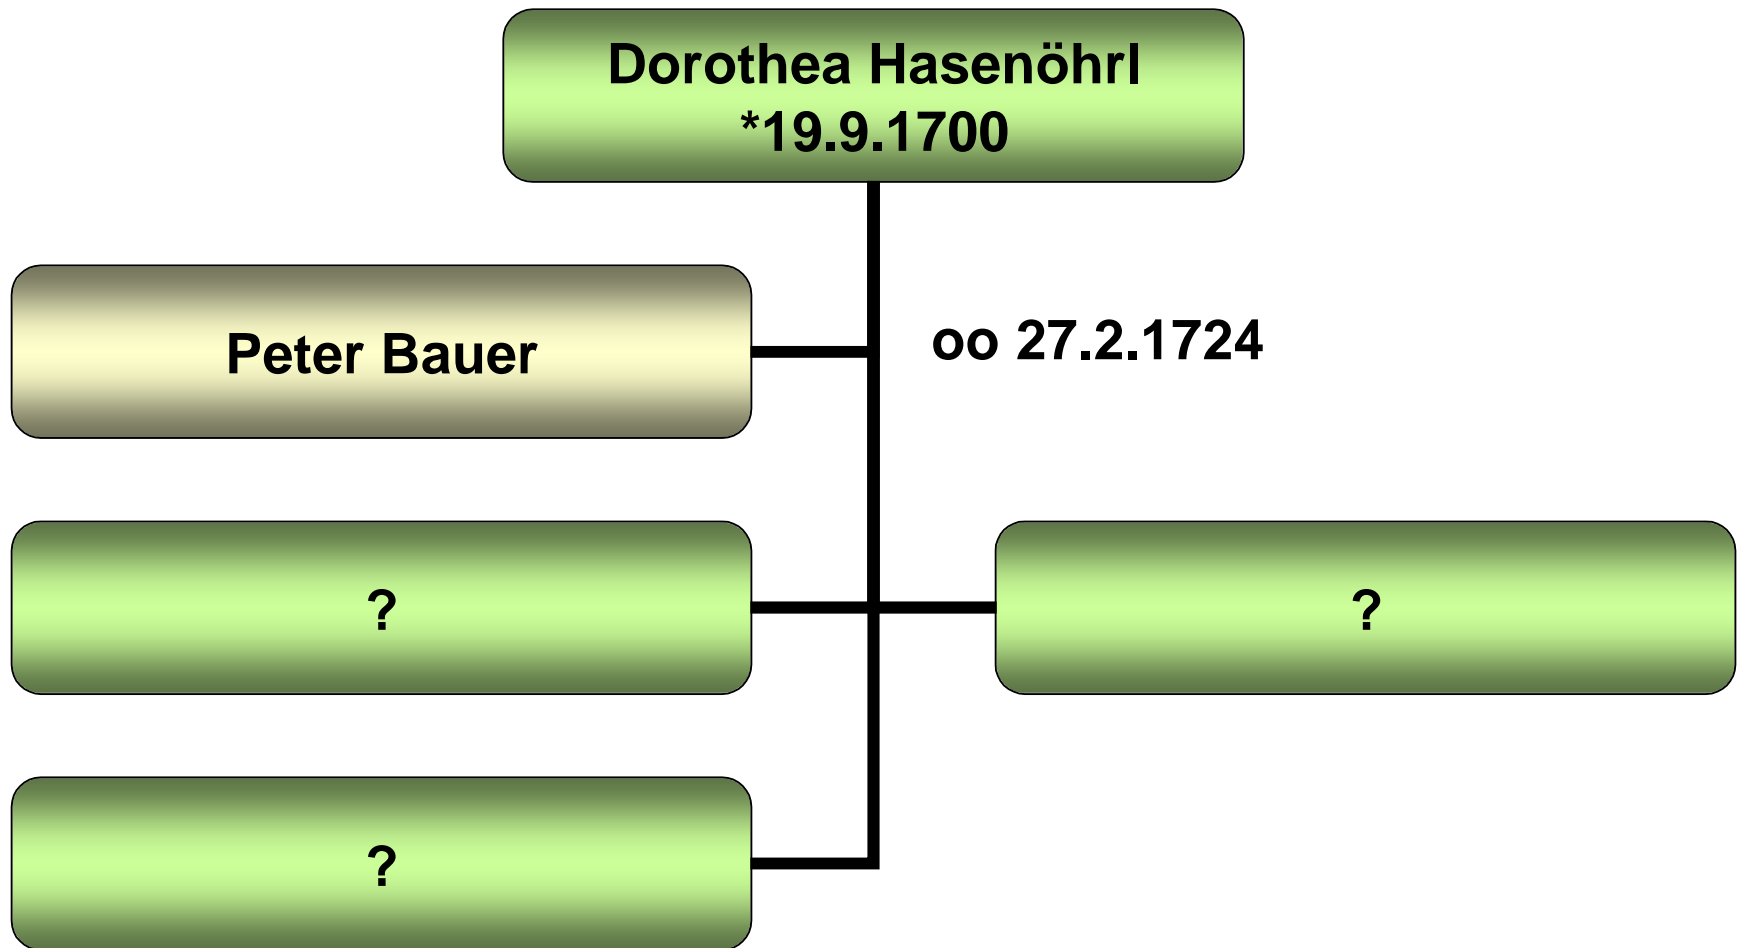 Dorothea Hasenöhrl
*19.9.1700
Peter Bauer
oo 27.2.1724
?
?
?